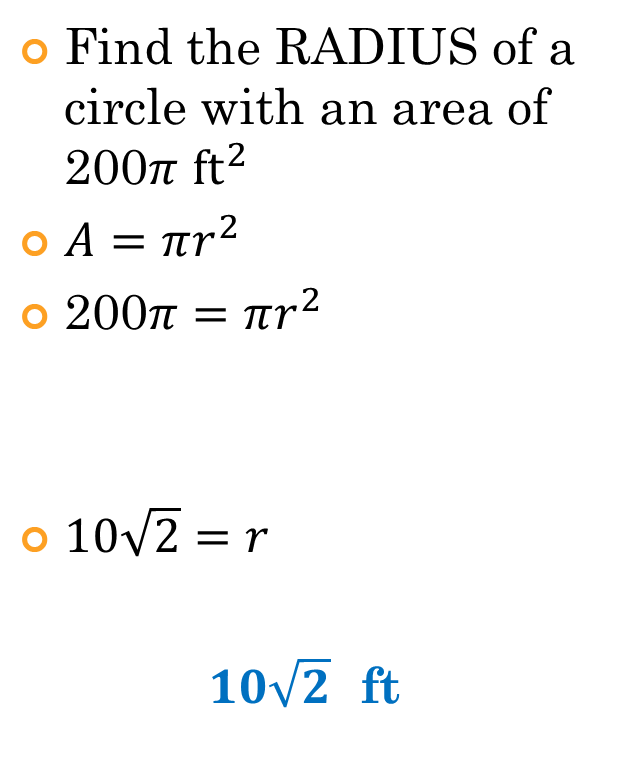 Find the RADIUS of a
circle with an area of
200𝜋 ft²
𝐴 = 𝜋𝑟²
200𝜋 = 𝜋𝑟²
10√2 = 𝑟
10√2 ft